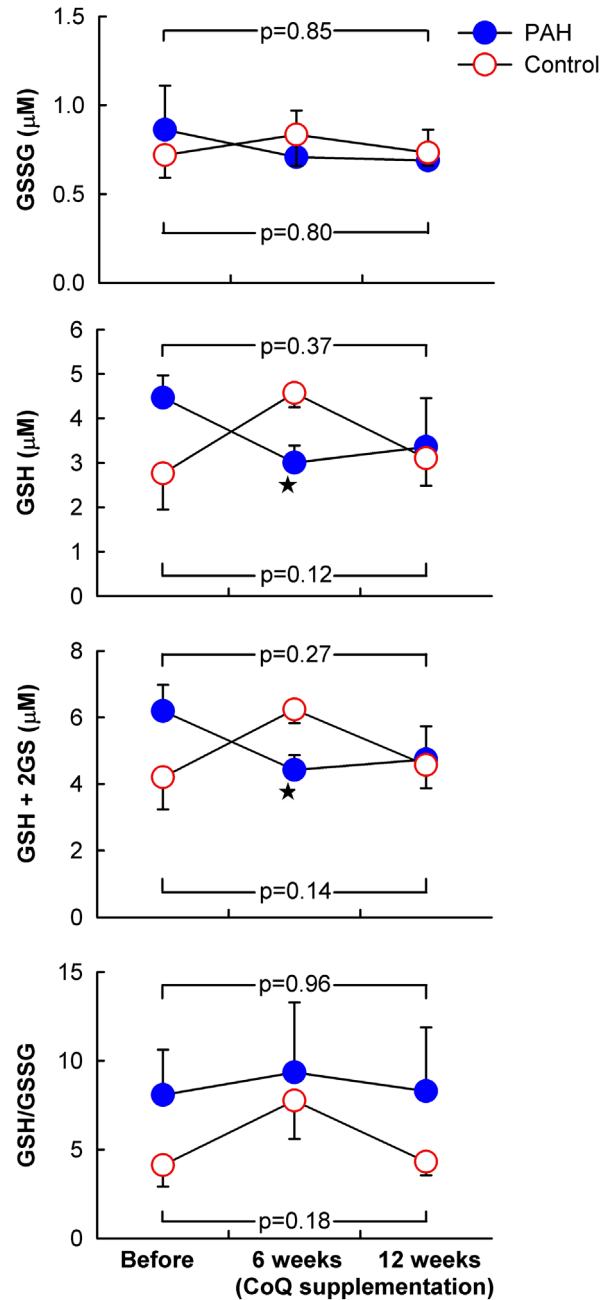 1.5
p=0.85
PAH
Control
1.0
GSSG (μM)
0.5
p=0.80
0.0
6
p=0.37
5
4
GSH (μM)
3
2
★
1
p=0.12
0
8
p=0.27
6
GSH + 2GS (μM)
4
★
2
p=0.14
0
15
p=0.96
10
GSH/GSSG
5
p=0.18
0
Before 6 weeks 12 weeks
(CoQ supplementation)